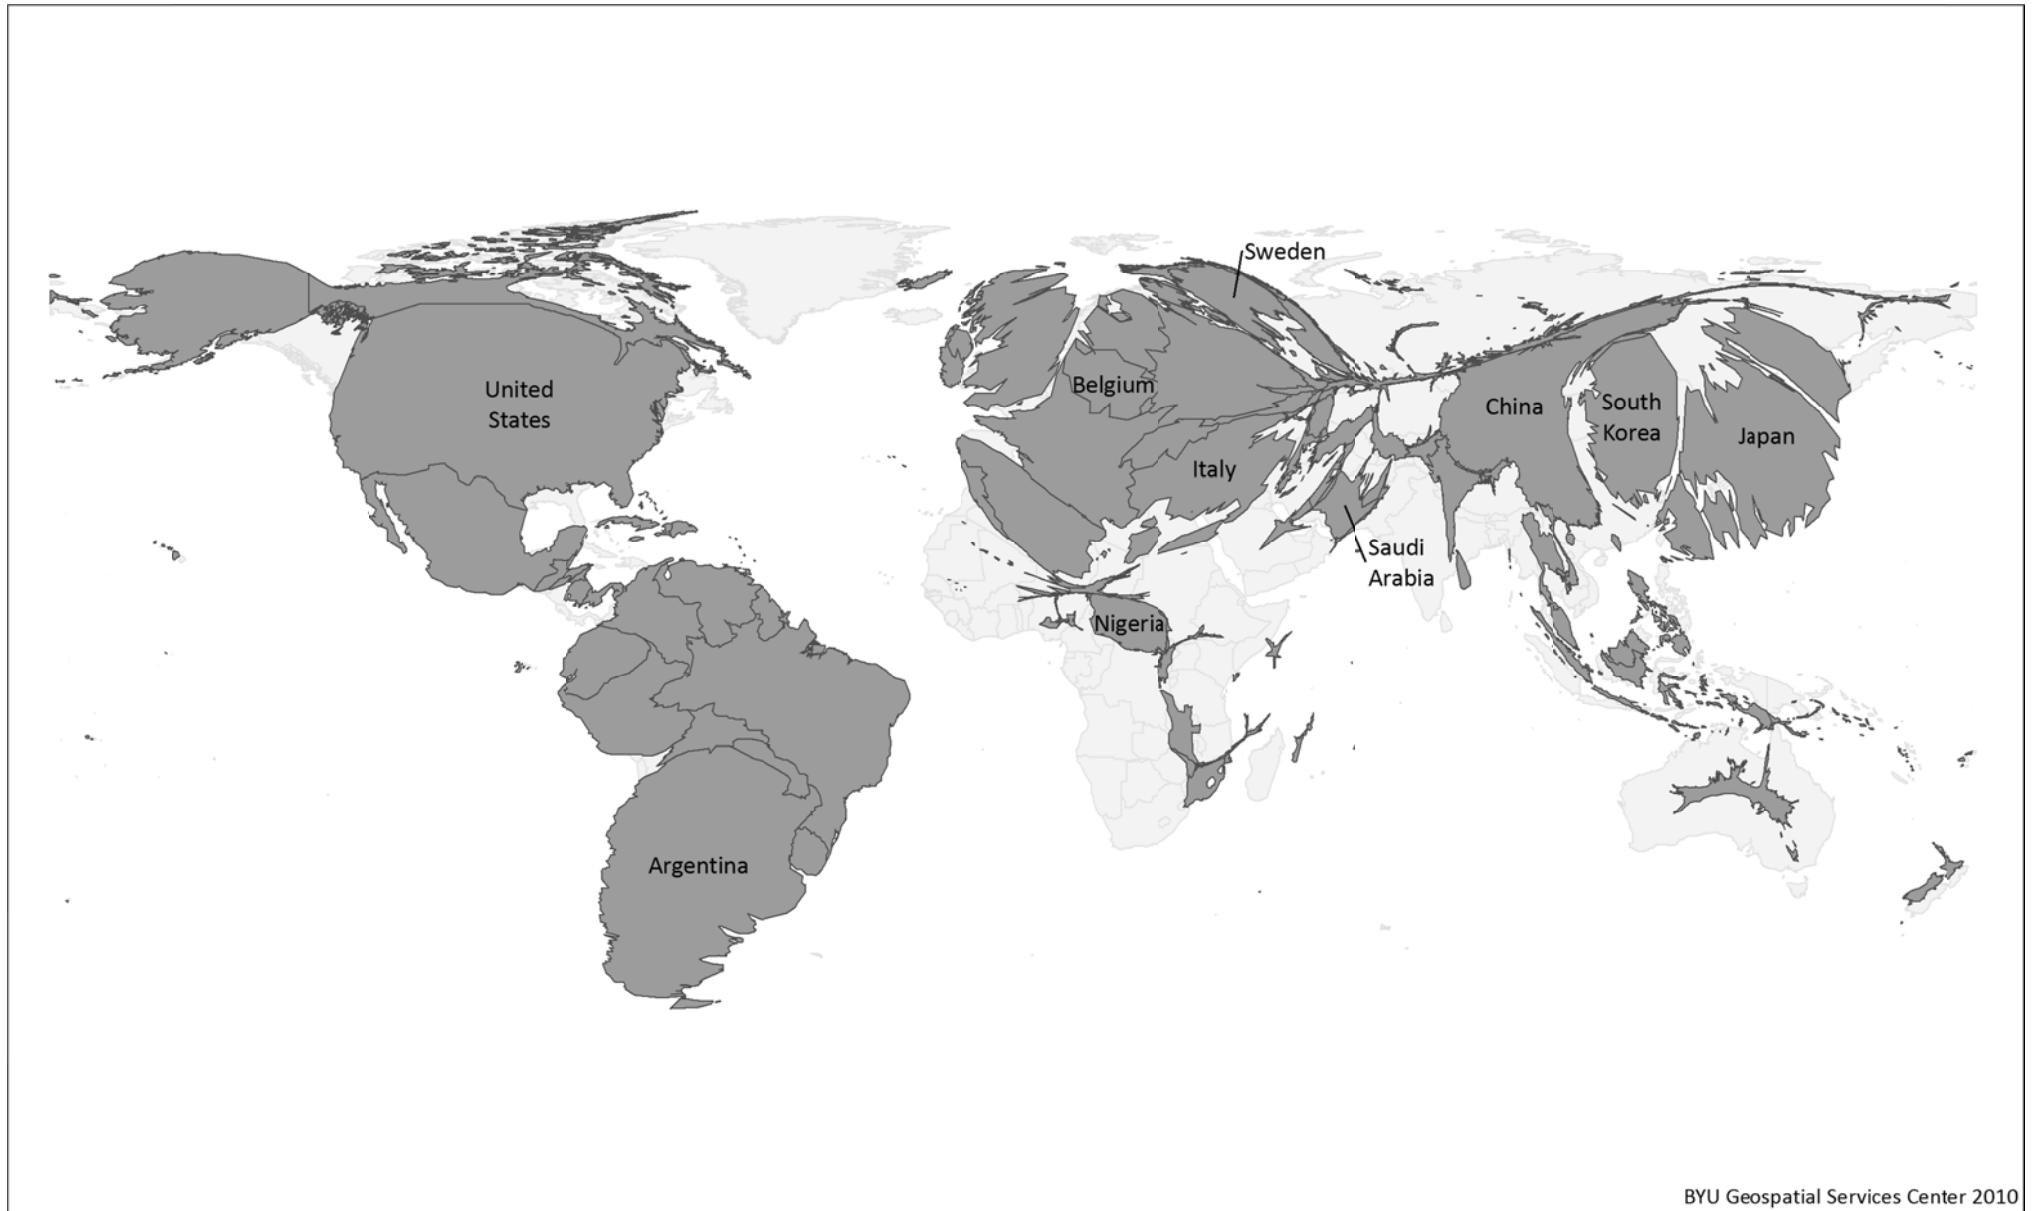 Sweden
United
States
Belgium
China
South
Korea
Japan
Italy
Saudi
Arabia
Nigeria
Argentina
BYU Geospatial Services Center 2010